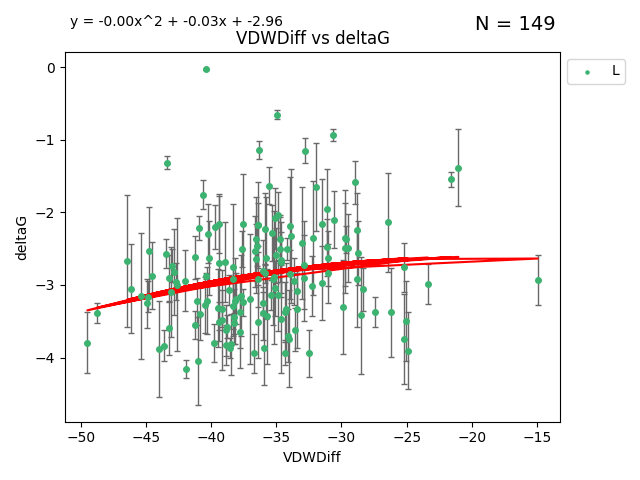 y = -0.00x^2 + -0.03x + -2.96
N = 149
VDWDiff vs deltaG
L
deltaG
0
−1
−2
−3
−4
−50 −45 −40 −35 −30 −25 −20 −15
VDWDiff